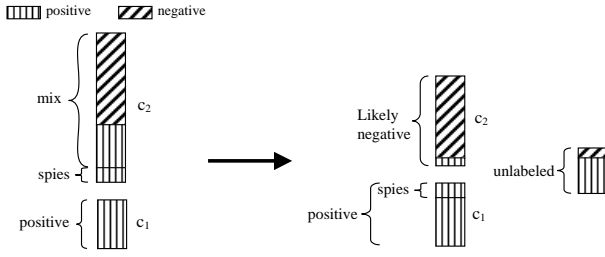 positive negative
mix
c2
spies
positive
c1
Likely
negative
c2
unlabeled
spies
positive
c1